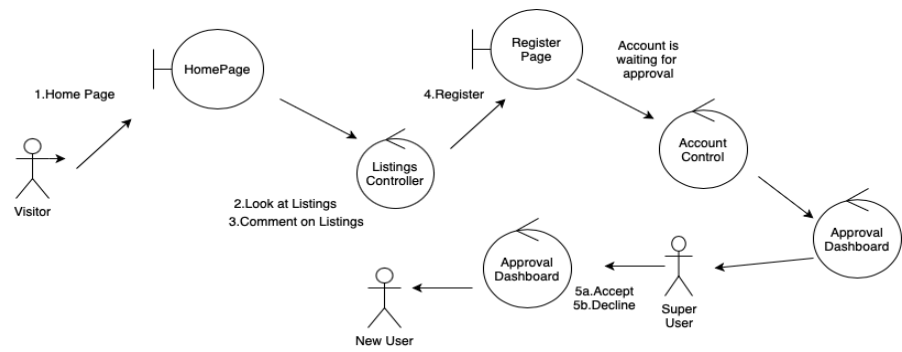 HomePage
1.Home Page
Visitor
Listings
Controller
2.Look at Listings
3.Comment on Listings
4.Register
Register
Page
Account is
waiting for
approval
Account
Control
Approval
Dashboard
Super
User
5a.Accept
5b.Decline
Approval
Dashboard
New User